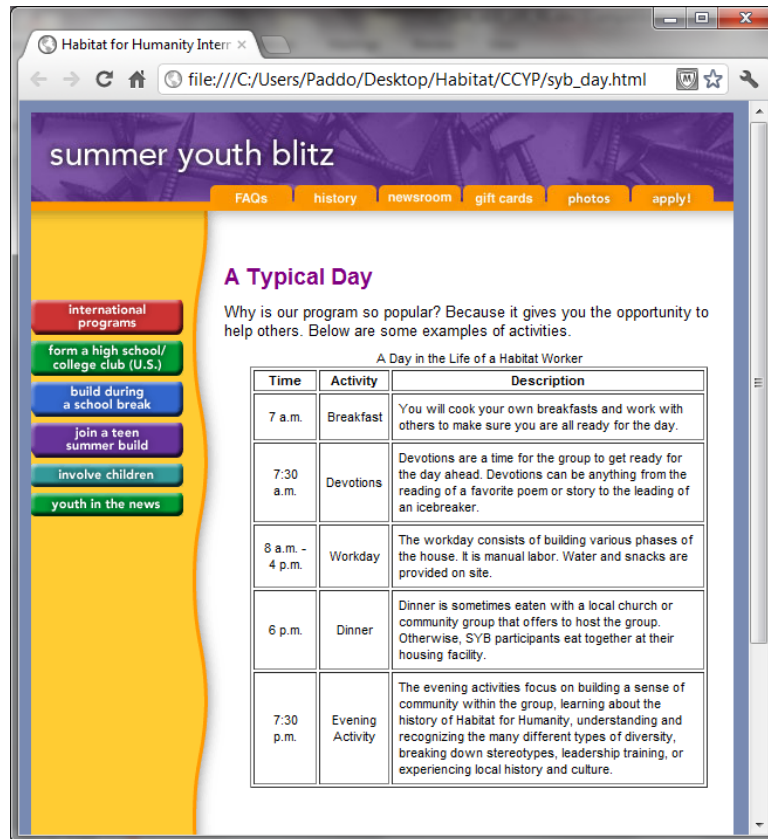 Habitat for Humanity Intern
file:///C:/Users/Paddo/Desktop/Habitat/CCYP/syb_day.html
summer youth blitz
FAQs history newsroom gift cards photos apply!
international
programs
form a high school/
college club (U.S.)
build during
a school break
join a teen
summer build
involve children
youth in the news
A Typical Day
Why is our program so popular? Because it gives you the opportunity to
help others. Below are some examples of activities.
A Day in the Life of a Habitat Worker
Time Activity Description
7 a.m. Breakfast
You will cook your own breakfasts and work with
others to make sure you are all ready for the day.
7:30
a.m.
Devotions
Devotions are a time for the group to get ready for
the day ahead. Devotions can be anything from the
reading of a favorite poem or story to the leading of
an icebreaker.
8 a.m. -
4 p.m.
Workday
The workday consists of building various phases of
the house. It is manual labor. Water and snacks are
provided on site.
6 p.m.
Dinner
Dinner is sometimes eaten with a local church or
community group that offers to host the group.
Otherwise, SYB participants eat together at their
housing facility.
7:30
p.m.
Evening
Activity
The evening activities focus on building a sense of
community within the group, learning about the
history of Habitat for Humanity, understanding and
recognizing the many different types of diversity,
breaking down stereotypes, leadership training, or
experiencing local history and culture.